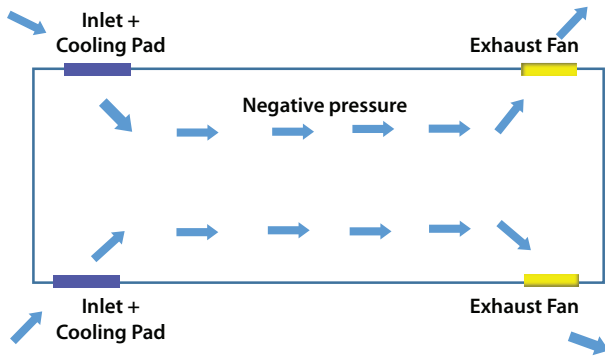 Inlet +
Cooling Pad
Exhaust Fan
Negative pressure
Inlet +
Cooling Pad
Exhaust Fan